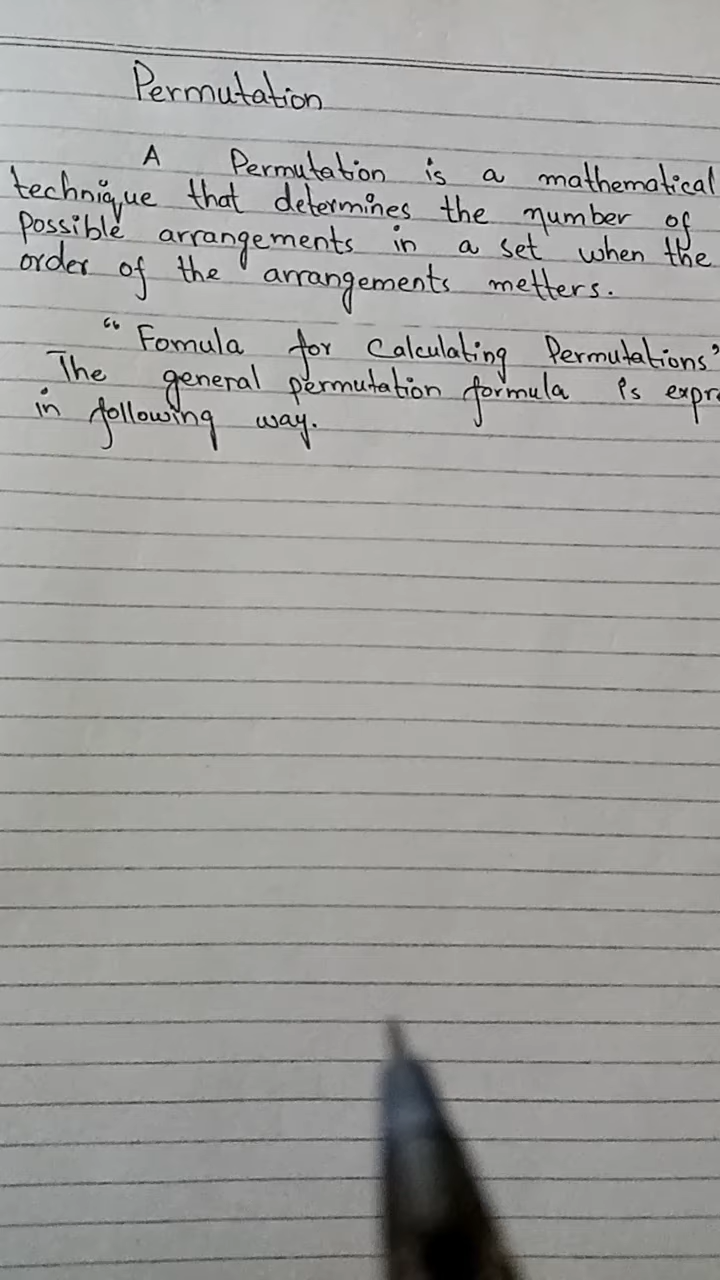 Permutation
A Permutation is a mathematical
technique that determines the number of
possible arrangements in a set when the
order of the arrangements metters.
“ Fomula for Calculating Permutations”
The general permutation formula is expr
in following way.